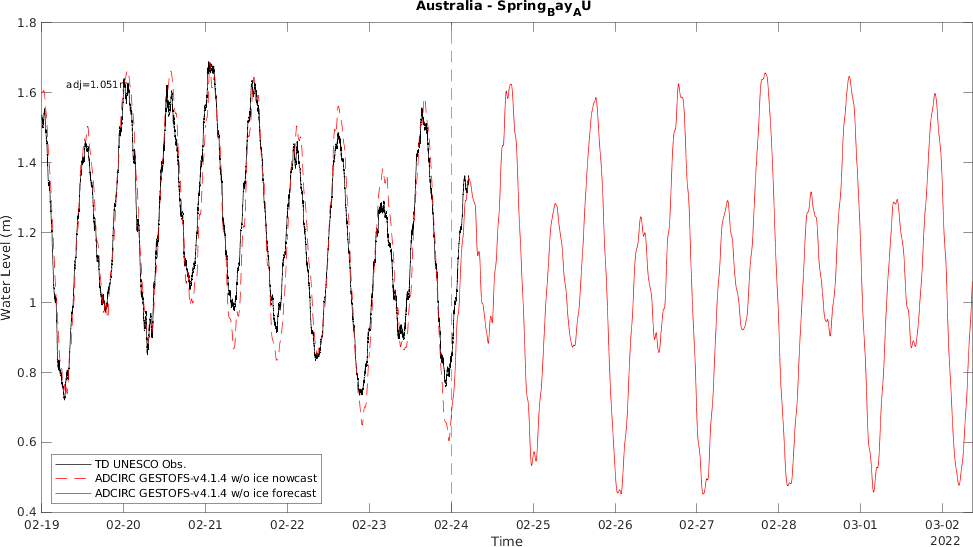 Australia - SpringBayAU
1.8
1.6
1.4
1.2
1
0.8
0.6
0.4
Water Level (m)
adj=1.051m
TD UNESCO Obs.
ADCIRC GESTOFS-v4.1.4 w/o ice nowcast
ADCIRC GESTOFS-v4.1.4 w/o ice forecast
02-19 02-20 02-21 02-22 02-23 02-24 02-25 02-26 02-27 02-28 03-01 03-02
Time
2022